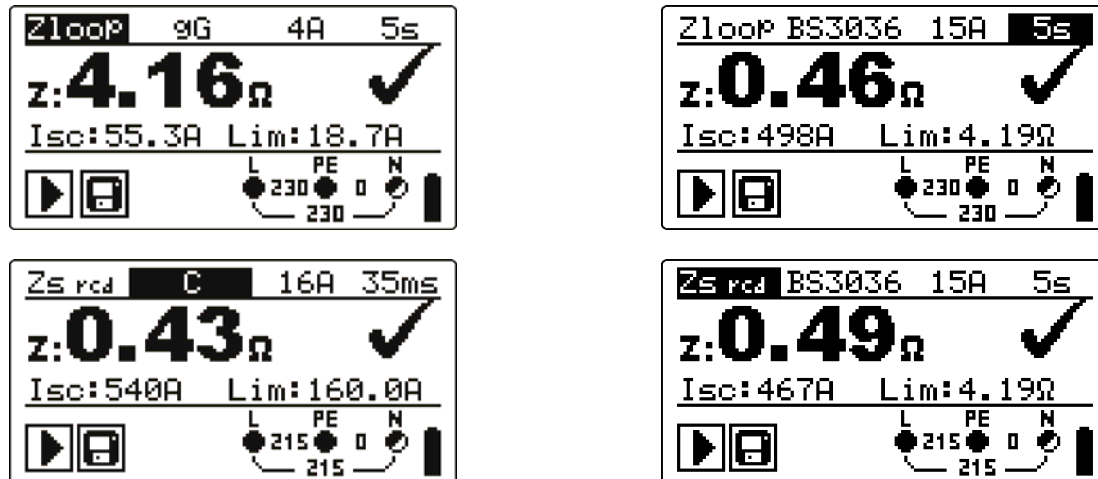 Zloop gG 4A 5s
Z:4.16Ω
Isc:55.3A Lim:18.7A
L PE N
230 0
230
Zloop BS3036 15A 5s
Z:0.46Ω
Isc:498A Lim:4.19Ω
L PE N
230 0
230
Zs rcd C 16A 35ms
Z:0.43Ω
Isc:540A Lim:160.0A
L PE N
215 0
215
Zs rcd BS3036 15A 5s
Z:0.49Ω
Isc:467A Lim:4.19Ω
L PE N
215 0
215